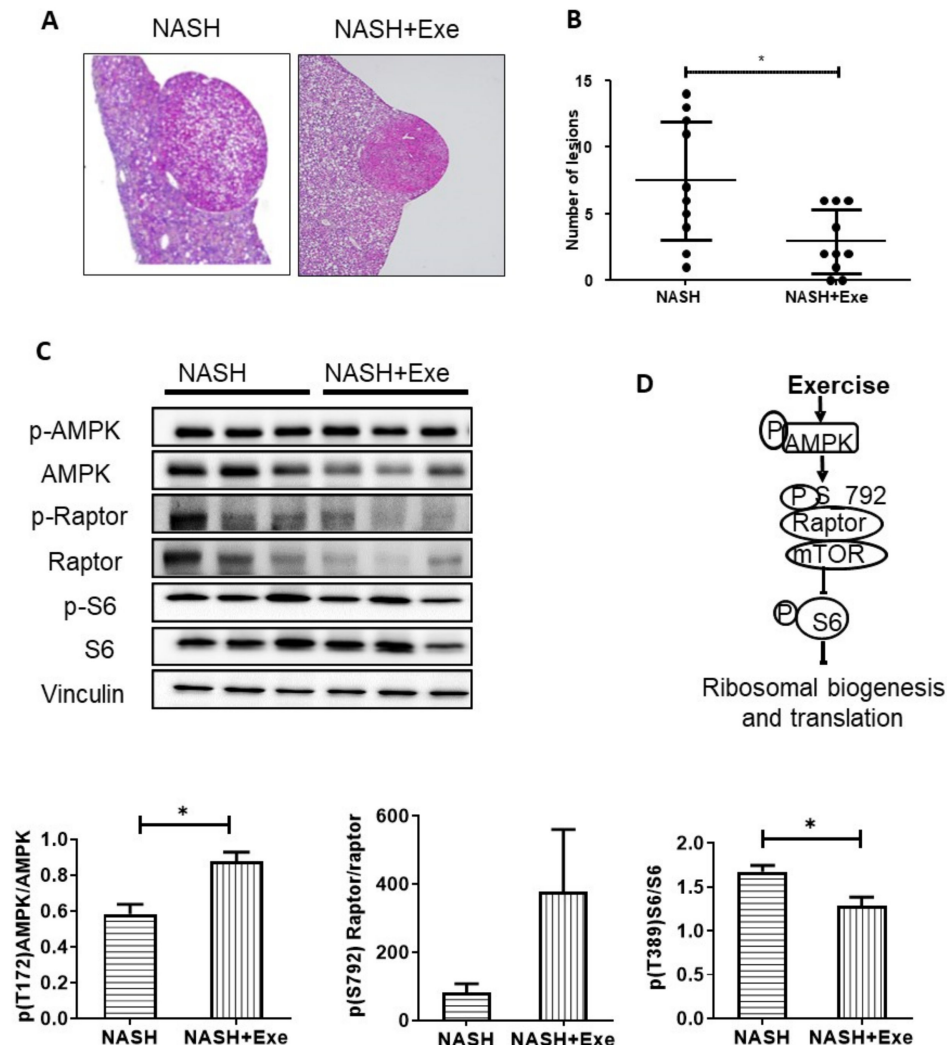 A
NASH
NASH+Exe
B
*
15
10
5
0
Number of lesions
NASH
NASH+Exe
C
NASH
NASH+Exe
p-AMPK
AMPK
p-Raptor
Raptor
p-S6
S6
Vinculin
D
Exercise
P
AMPK
P S_792
Raptor
mTOR
P
S6
Ribosomal biogenesis
and translation
p(T172)AMPK/AMPK
1.0
0.8
0.6
0.4
0.2
0.0
*
NASH
NASH+Exe
p(S792) Raptor/raptor
600
400
200
0
NASH
NASH+Exe
p(T389)S6/S6
2.0
1.5
1.0
0.5
0.0
*
NASH
NASH+Exe